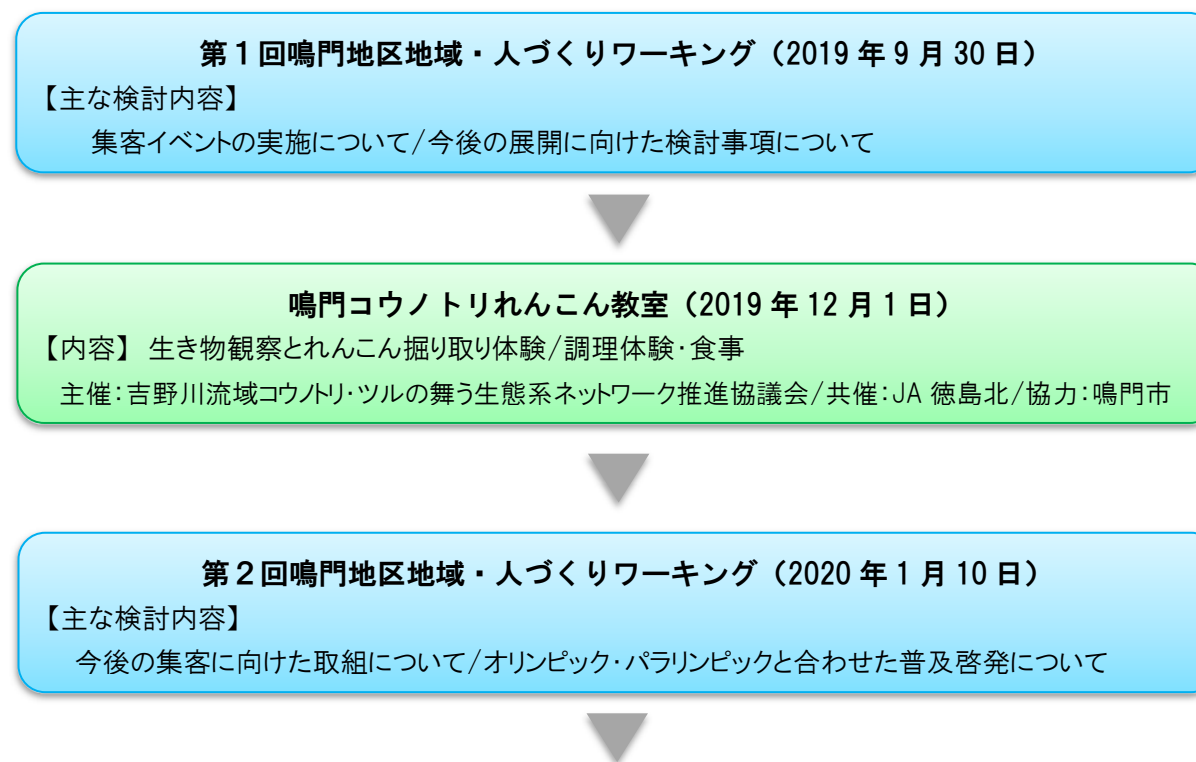 第１回鳴門地区地域・人づくりワーキング（2019 年 9 月 30 日）
【主な検討内容】
集客イベントの実施について/今後の展開に向けた検討事項について
鳴門コウノトリれんこん教室（2019 年 12 月 1 日）
【内容】 生き物観察とれんこん掘り取り体験/調理体験・食事
主催：吉野川流域コウノトリ・ツルの舞う生態系ネットワーク推進協議会/共催：JA 徳島北/協力：鳴門市
第２回鳴門地区地域・人づくりワーキング（2020 年 1 月 10 日）
【主な検討内容】
今後の集客に向けた取組について/オリンピック・パラリンピックと合わせた普及啓発について